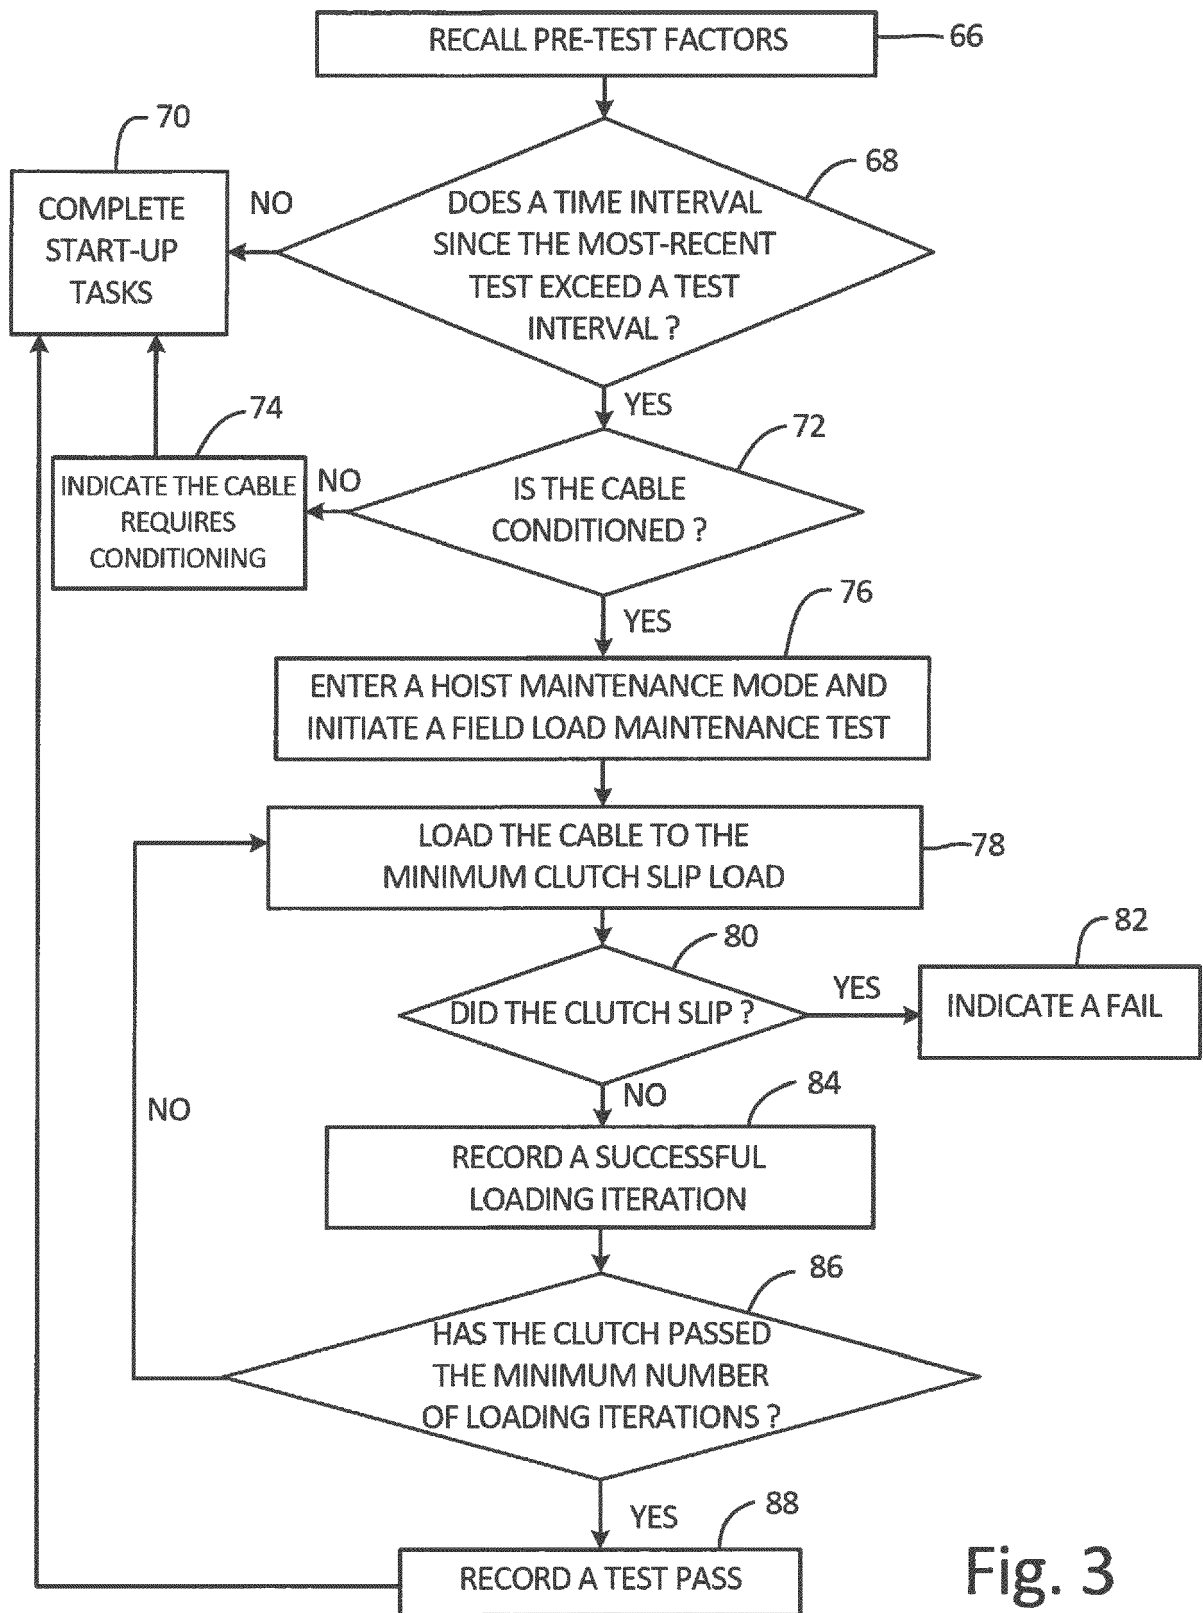 RECALL PRE-TEST FACTORS
66
70
68
COMPLETE
START-UP
TASKS
NO
DOES A TIME INTERVAL
SINCE THE MOST-RECENT
TEST EXCEED A TEST
INTERVAL ?
YES
74
72
INDICATE THE CABLE
REQUIRES
CONDITIONING
NO
IS THE CABLE
CONDITIONED ?
YES
76
ENTER A HOIST MAINTENANCE MODE AND
INITIATE A FIELD LOAD MAINTENANCE TEST
LOAD THE CABLE TO THE
MINIMUM CLUTCH SLIP LOAD
78
80
82
DID THE CLUTCH SLIP ?
YES
INDICATE A FAIL
NO
84
NO
RECORD A SUCCESSFUL
LOADING ITERATION
86
HAS THE CLUTCH PASSED
THE MINIMUM NUMBER
OF LOADING ITERATIONS ?
YES
88
RECORD A TEST PASS
Fig. 3